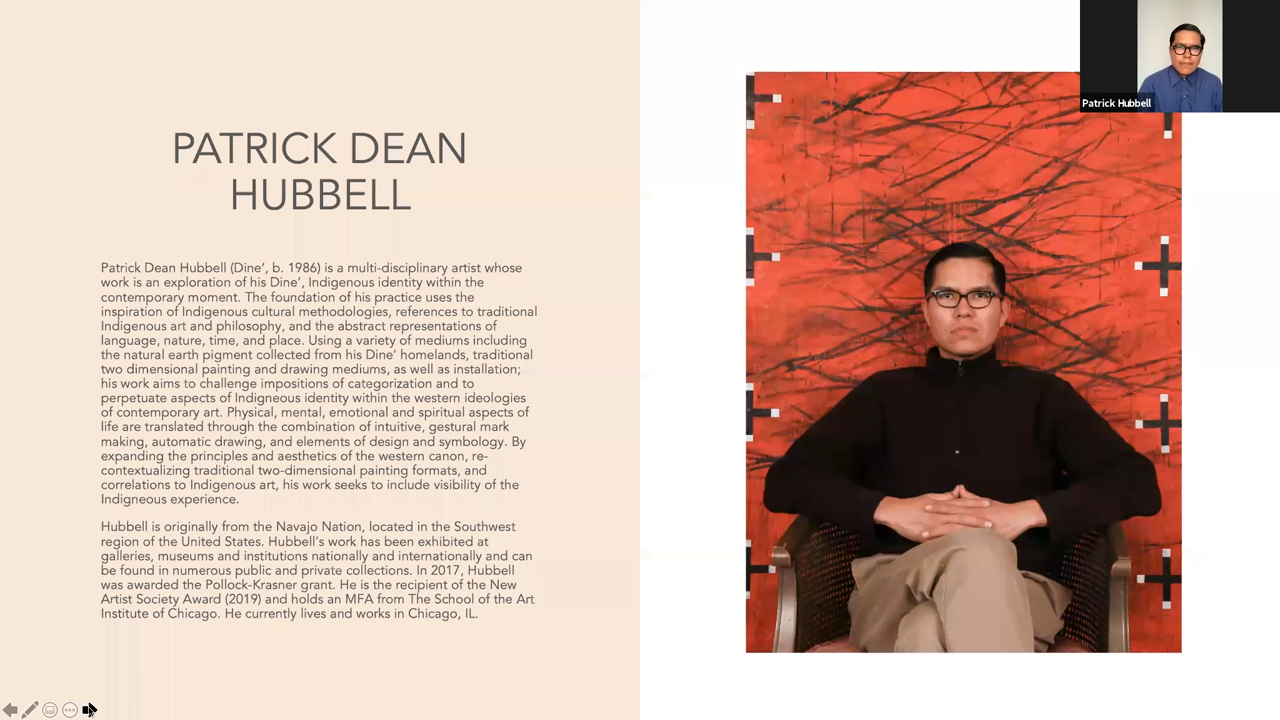 PATRICK DEAN
HUBBELL
Patrick Dean Hubbell (Dine’, b. 1986) is a multi-disciplinary artist whose
work is an exploration of his Dine’, Indigenous identity within the
contemporary moment. The foundation of his practice uses the
inspiration of Indigenous cultural methodologies, references to traditional
Indigenous art and philosophy, and the abstract representations of
language, nature, time, and place. Using a variety of mediums including
the natural earth pigment collected from his Dine’ homelands, traditional
two dimensional painting and drawing mediums, as well as installation;
his work aims to challenge impositions of categorization and to
perpetuate aspects of Indigneous identity within the western ideologies
of contemporary art. Physical, mental, emotional and spiritual aspects of
life are translated through the combination of intuitive, gestural mark
making, automatic drawing, and elements of design and symbology. By
expanding the principles and aesthetics of the western canon, re-
contextualizing traditional two-dimensional painting formats, and
correlations to Indigenous art, his work seeks to include visibility of the
Indigneous experience.
Hubbell is originally from the Navajo Nation, located in the Southwest
region of the United States. Hubbell’s work has been exhibited at
galleries, museums and institutions nationally and internationally and can
be found in numerous public and private collections. In 2017, Hubbell
was awarded the Pollock-Krasner grant. He is the recipient of the New
Artist Society Award (2019) and holds an MFA from The School of the Art
Institute of Chicago. He currently lives and works in Chicago, IL.
Patrick Hubbell